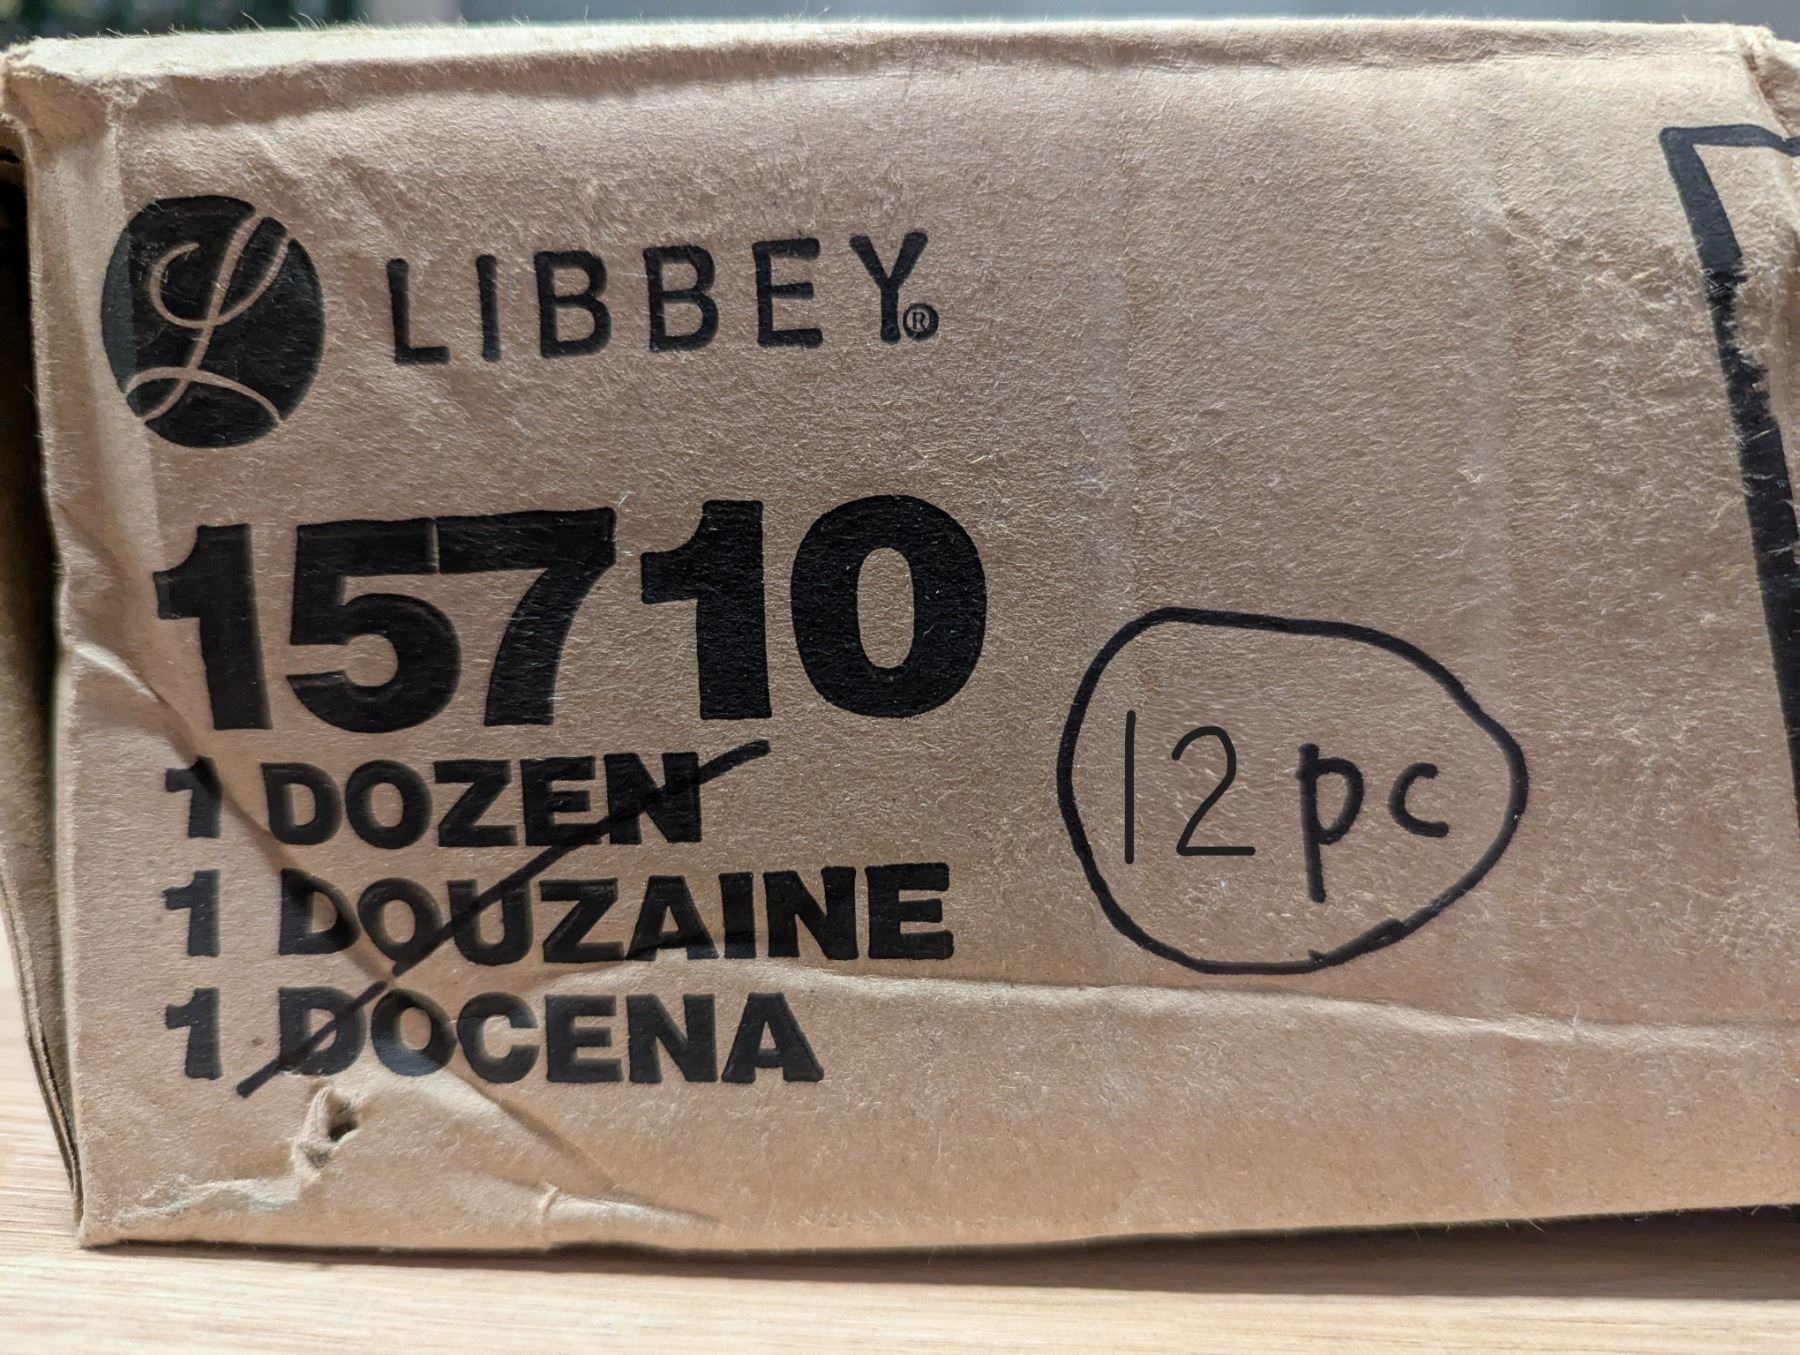 LIBBEY®
15710
1 DOZEN
1 DOUZAINE
1 DOCENA
12 pc